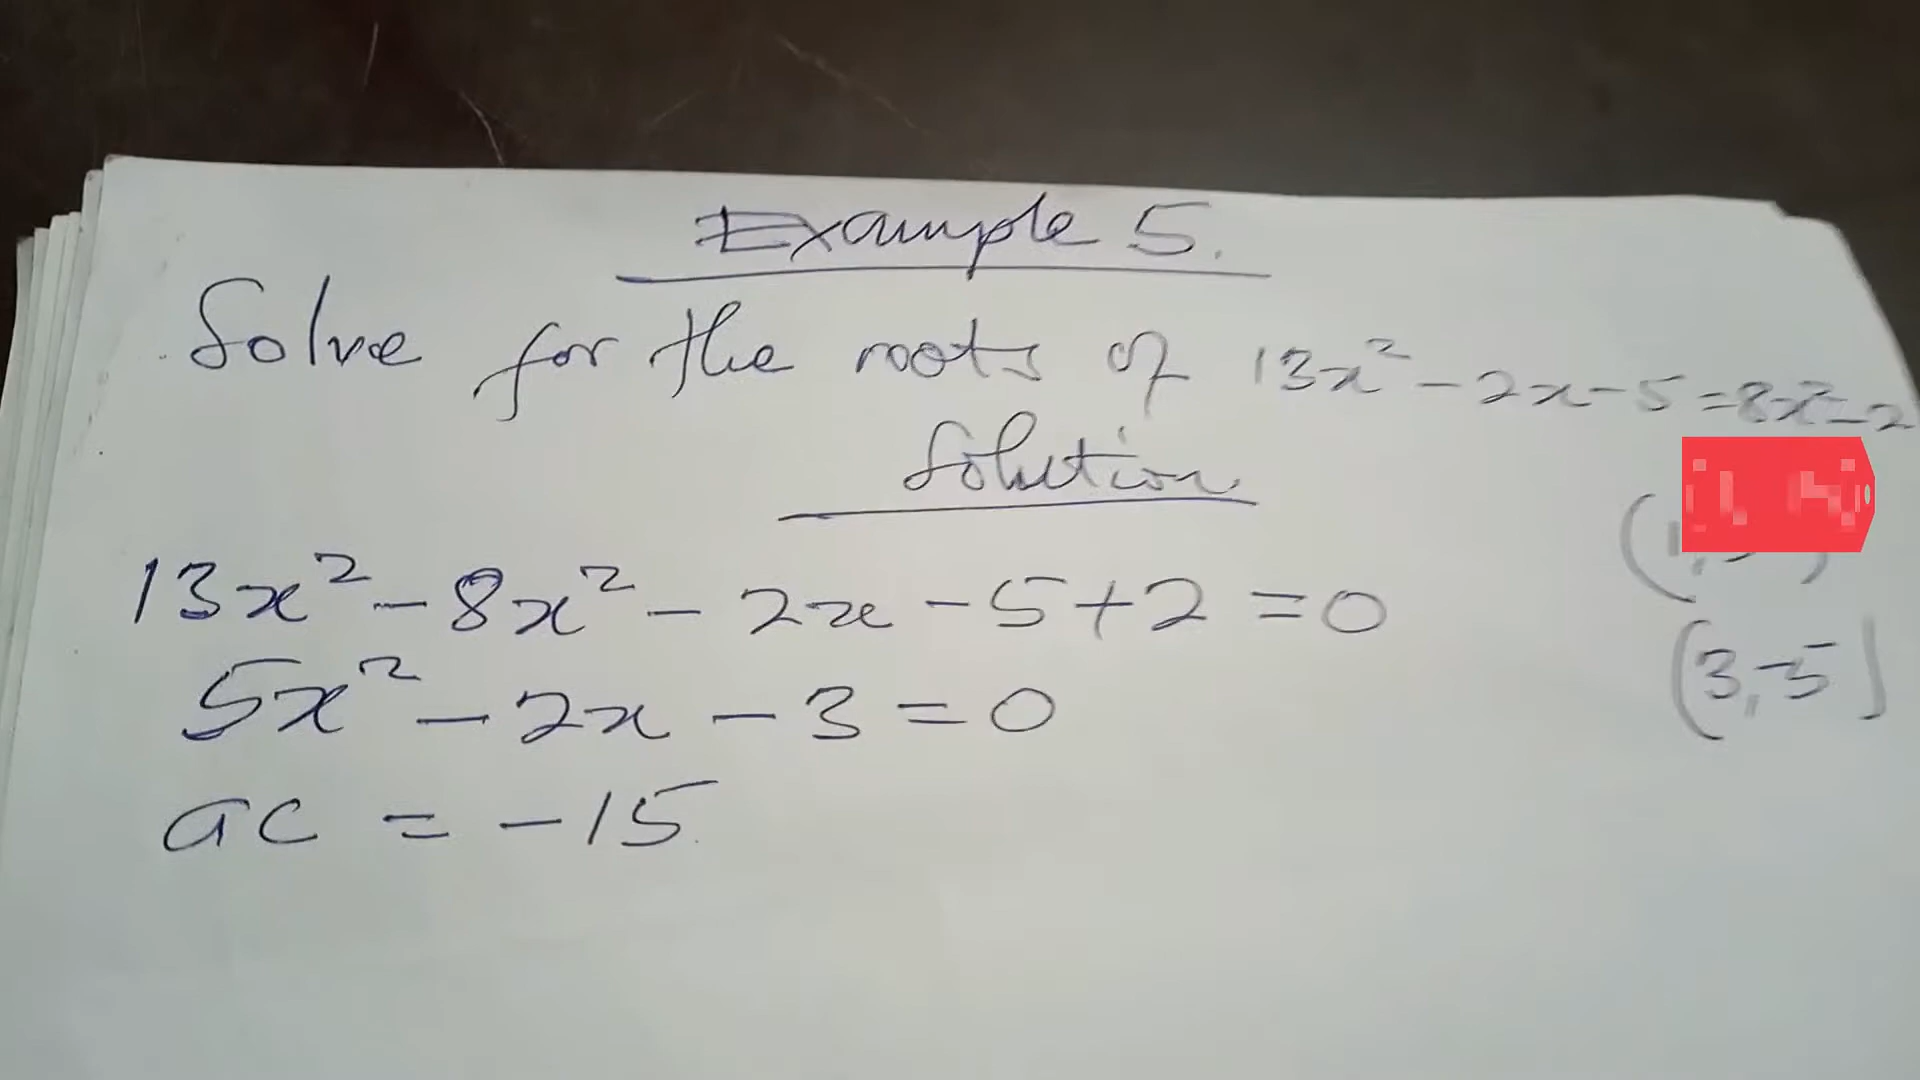 Example 5.
Solve for the roots of 13x² - 2x - 5 = 8x² - 2
Solution
13x² - 8x² - 2x - 5 + 2 = 0
5x² - 2x - 3 = 0
(3, -5)
ac = -15